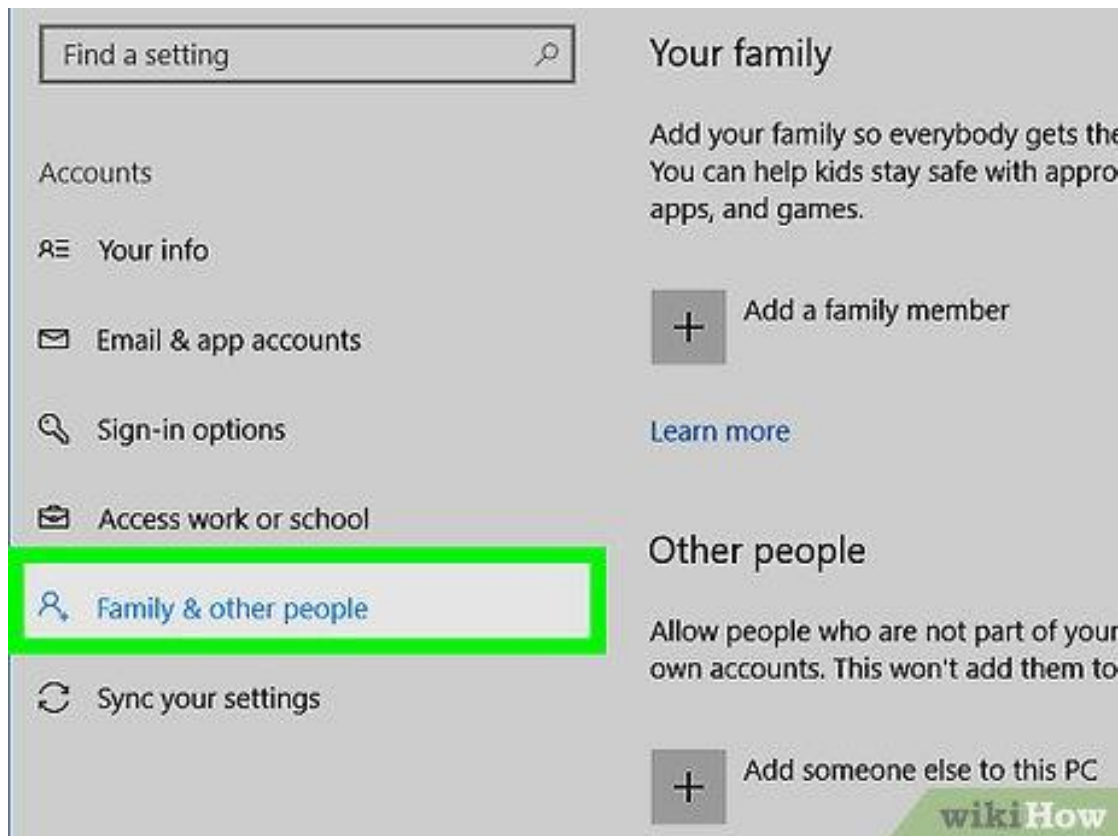 Find a setting
Accounts
Your info
Email & app accounts
Sign-in options
Access work or school
Family & other people
Sync your settings
Your family
Add your family so everybody gets the
You can help kids stay safe with appro
apps, and games.
Add a family member
Learn more
Other people
Allow people who are not part of your
own accounts. This won't add them to
Add someone else to this PC
wikiHow